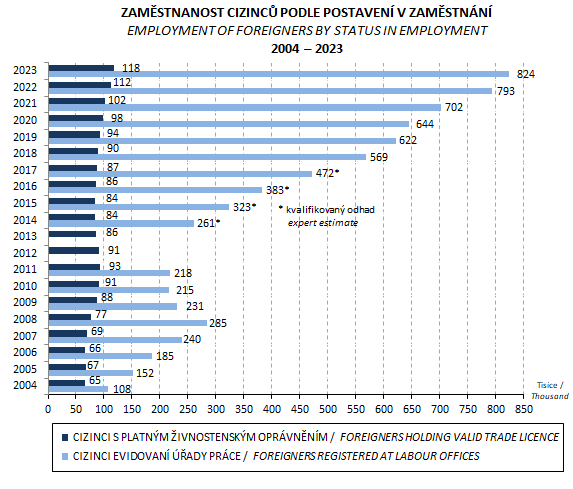 ZAMĚSTNANOST CIZINCŮ PODLE POSTAVENÍ V ZAMĚSTNÁNÍ
EMPLOYMENT OF FOREIGNERS BY STATUS IN EMPLOYMENT
2004 – 2023
2023 118 824
2022 112 793
2021 102 702
2020 98 644
2019 94 622
2018 90 569
2017 87 472*
2016 86 383*
2015 84 323* * kvalifikovaný odhad
2014 84 261* expert estimate
2013 86
2012 91
2011 93 218
2010 91 215
2009 88 231
2008 77 285
2007 69 240
2006 66 185
2005 67 152
2004 65 108
Tisíce /
Thousand
0 50 100 150 200 250 300 350 400 450 500 550 600 650 700 750 800 850
CIZINCI S PLATNÝM ŽIVNOSTENSKÝM OPRÁVNĚNÍM / FOREIGNERS HOLDING VALID TRADE LICENCE
CIZINCI EVIDOVANÍ ÚŘADY PRÁCE / FOREIGNERS REGISTERED AT LABOUR OFFICES